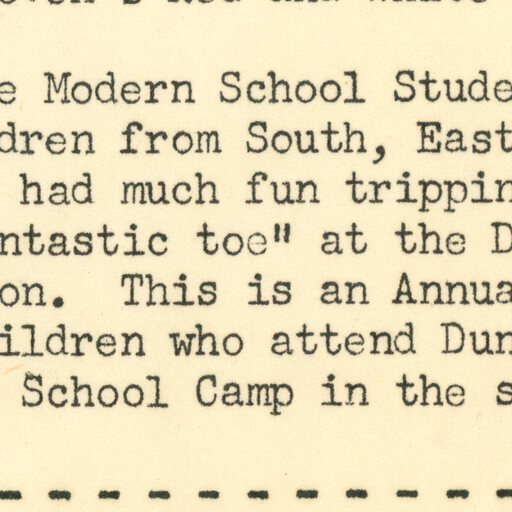 e Modern School Stude
dren from South, East
had much fun trippin
ntastic toe" at the D
on. This is an Annua
ildren who attend Dun
School Camp in the s
- - - - - - - - - - -